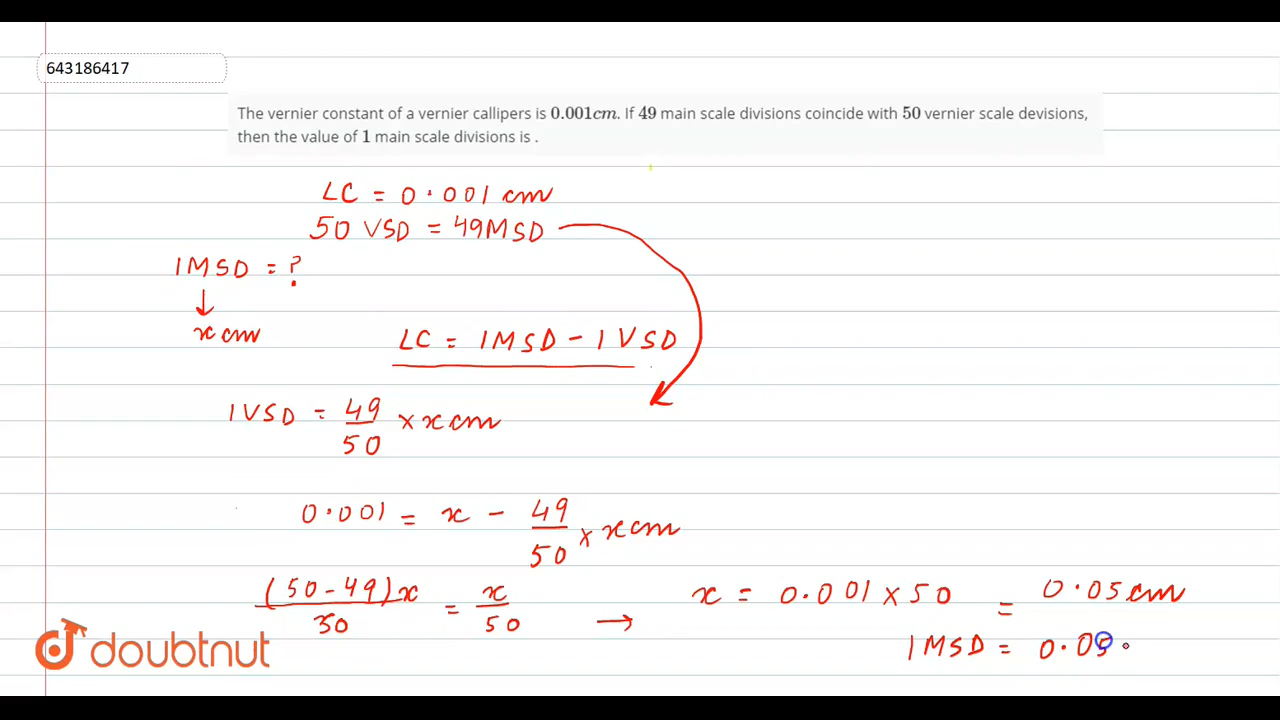 643186417
The vernier constant of a vernier callipers is 0.001cm. If 49 main scale divisions coincide with 50 vernier scale devisions,
then the value of 1 main scale divisions is .
LC = 0.001 cm
50 VSD = 49MSD
1MSD = ?
↓
x cm
LC = 1MSD - 1VSD
1VSD = 49/50 × x cm
0.001 = x - 49/50 × x cm
(50-49)x/50 = x/50 → x = 0.001 × 50 = 0.05 cm
1MSD = 0.05
doubtnut